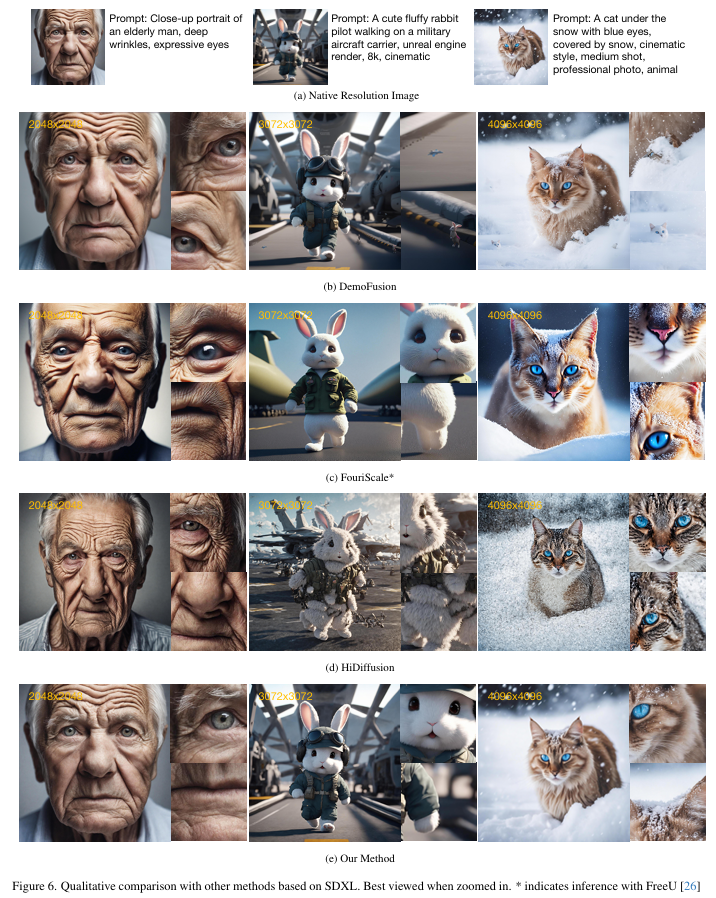 Prompt: Close-up portrait of
an elderly man, deep
wrinkles, expressive eyes
Prompt: A cute fluffy rabbit
pilot walking on a military
aircraft carrier, unreal engine
render, 8k, cinematic
Prompt: A cat under the
snow with blue eyes,
covered by snow, cinematic
style, medium shot,
professional photo, animal
(a) Native Resolution Image
2048x2048
3072x3072
4096x4096
(b) DemoFusion
2048x2048
3072x3072
4096x4096
(c) FouriScale*
2048x2048
3072x3072
4096x4096
(d) HiDiffusion
2048x2048
3072x3072
4096x4096
(e) Our Method
Figure 6. Qualitative comparison with other methods based on SDXL. Best viewed when zoomed in. * indicates inference with FreeU [26]